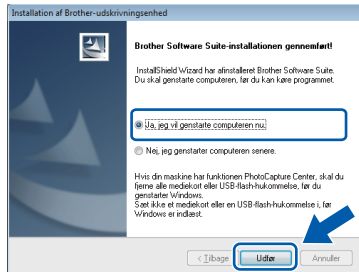 Installation af Brother-udskrivningsenhed
Brother Software Suite-installationen gennemført!
InstallShield Wizard har afinstalleret Brother Software Suite.
Du skal genstarte computeren, før du kan køre programmet.
Ja, jeg vil genstarte computeren nu.
Nej, jeg genstarter computeren senere.
Hvis din maskine har funktionen PhotoCapture Center, skal du
fjerne alle mediekort eller USB-flash-hukommelse, før du
genstarter Windows.
Sæt ikke et mediekort eller en USB-flash-hukommelse i, før
Windows er indlæst.
< Tilbage Udfør Annuller